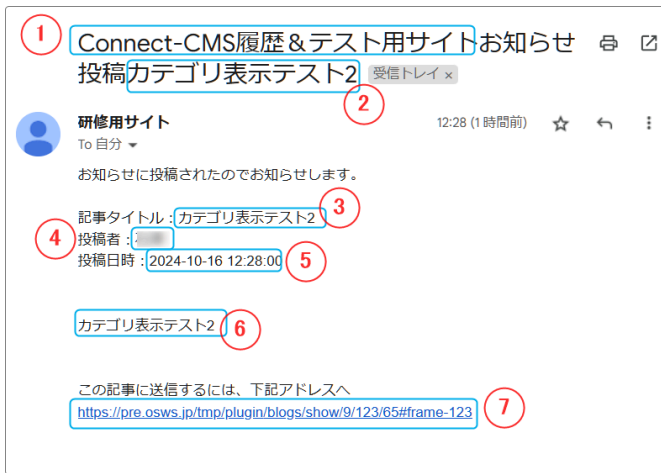 ① Connect-CMS履歴&テスト用サイトお知らせ
投稿カテゴリ表示テスト2 受信トレイ × ②
研修用サイト 12:28 (1 時間前)
To 自分
お知らせに投稿されたのでお知らせします。
記事タイトル:カテゴリ表示テスト2 ③
④ 投稿者:
投稿日時:2024-10-16 12:28:00 ⑤
カテゴリ表示テスト2 ⑥
この記事に送信するには、下記アドレスへ
https://pre.osws.jp/tmp/plugin/blogs/show/9/123/65#frame-123 ⑦